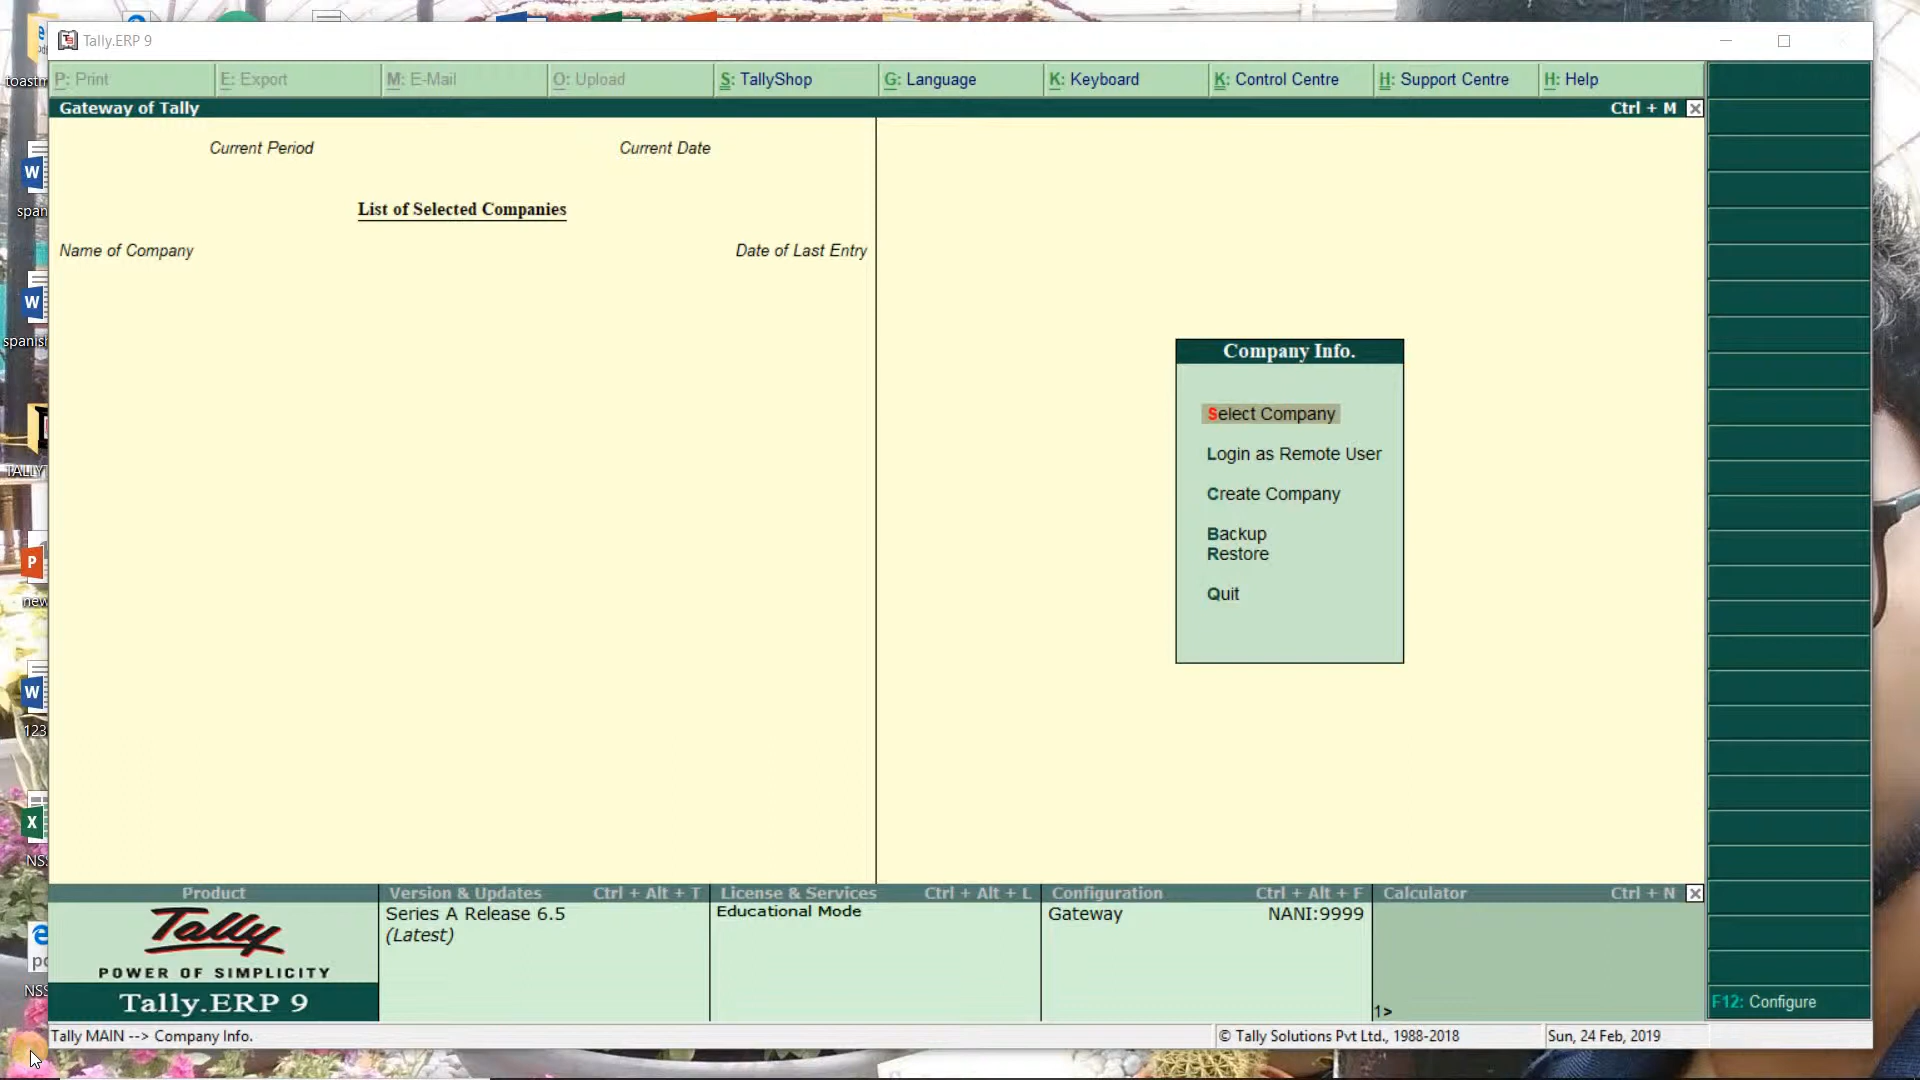 Tally.ERP 9
P: Print E: Export M: E-Mail O: Upload S: TallyShop G: Language K: Keyboard K: Control Centre H: Support Centre H: Help
Gateway of Tally Ctrl + M
Current Period Current Date
List of Selected Companies
Name of Company Date of Last Entry
Company Info.
Select Company
Login as Remote User
Create Company
Backup
Restore
Quit
Product Version & Updates Ctrl + Alt + T License & Services Ctrl + Alt + L Configuration Ctrl + Alt + F Calculator Ctrl + N
Series A Release 6.5 Educational Mode Gateway NANI:9999
(Latest)
Tally
POWER OF SIMPLICITY
Tally.ERP 9
1>
F12: Configure
Tally MAIN --> Company Info. © Tally Solutions Pvt Ltd., 1988-2018 Sun, 24 Feb, 2019
new
123